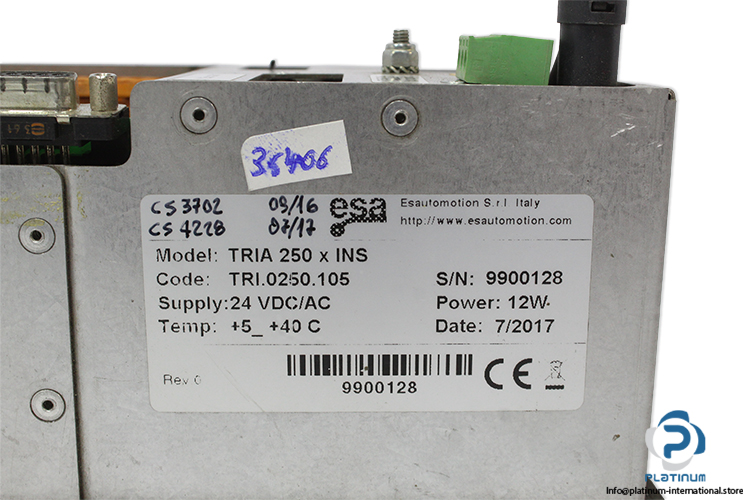 361
35406
CS 3702 09/16
CS 4228 07/17
esa
Esautomotion S.r.l Italy
http://www.esautomotion.com
Model: TRIA 250 x INS
Code: TRI.0250.105 S/N: 9900128
Supply:24 VDC/AC Power: 12W.
Temp: +5_ +40 C Date: 7/2017
Rev 0
9900128
CE
PLATINUM
Info@platinum-international.store